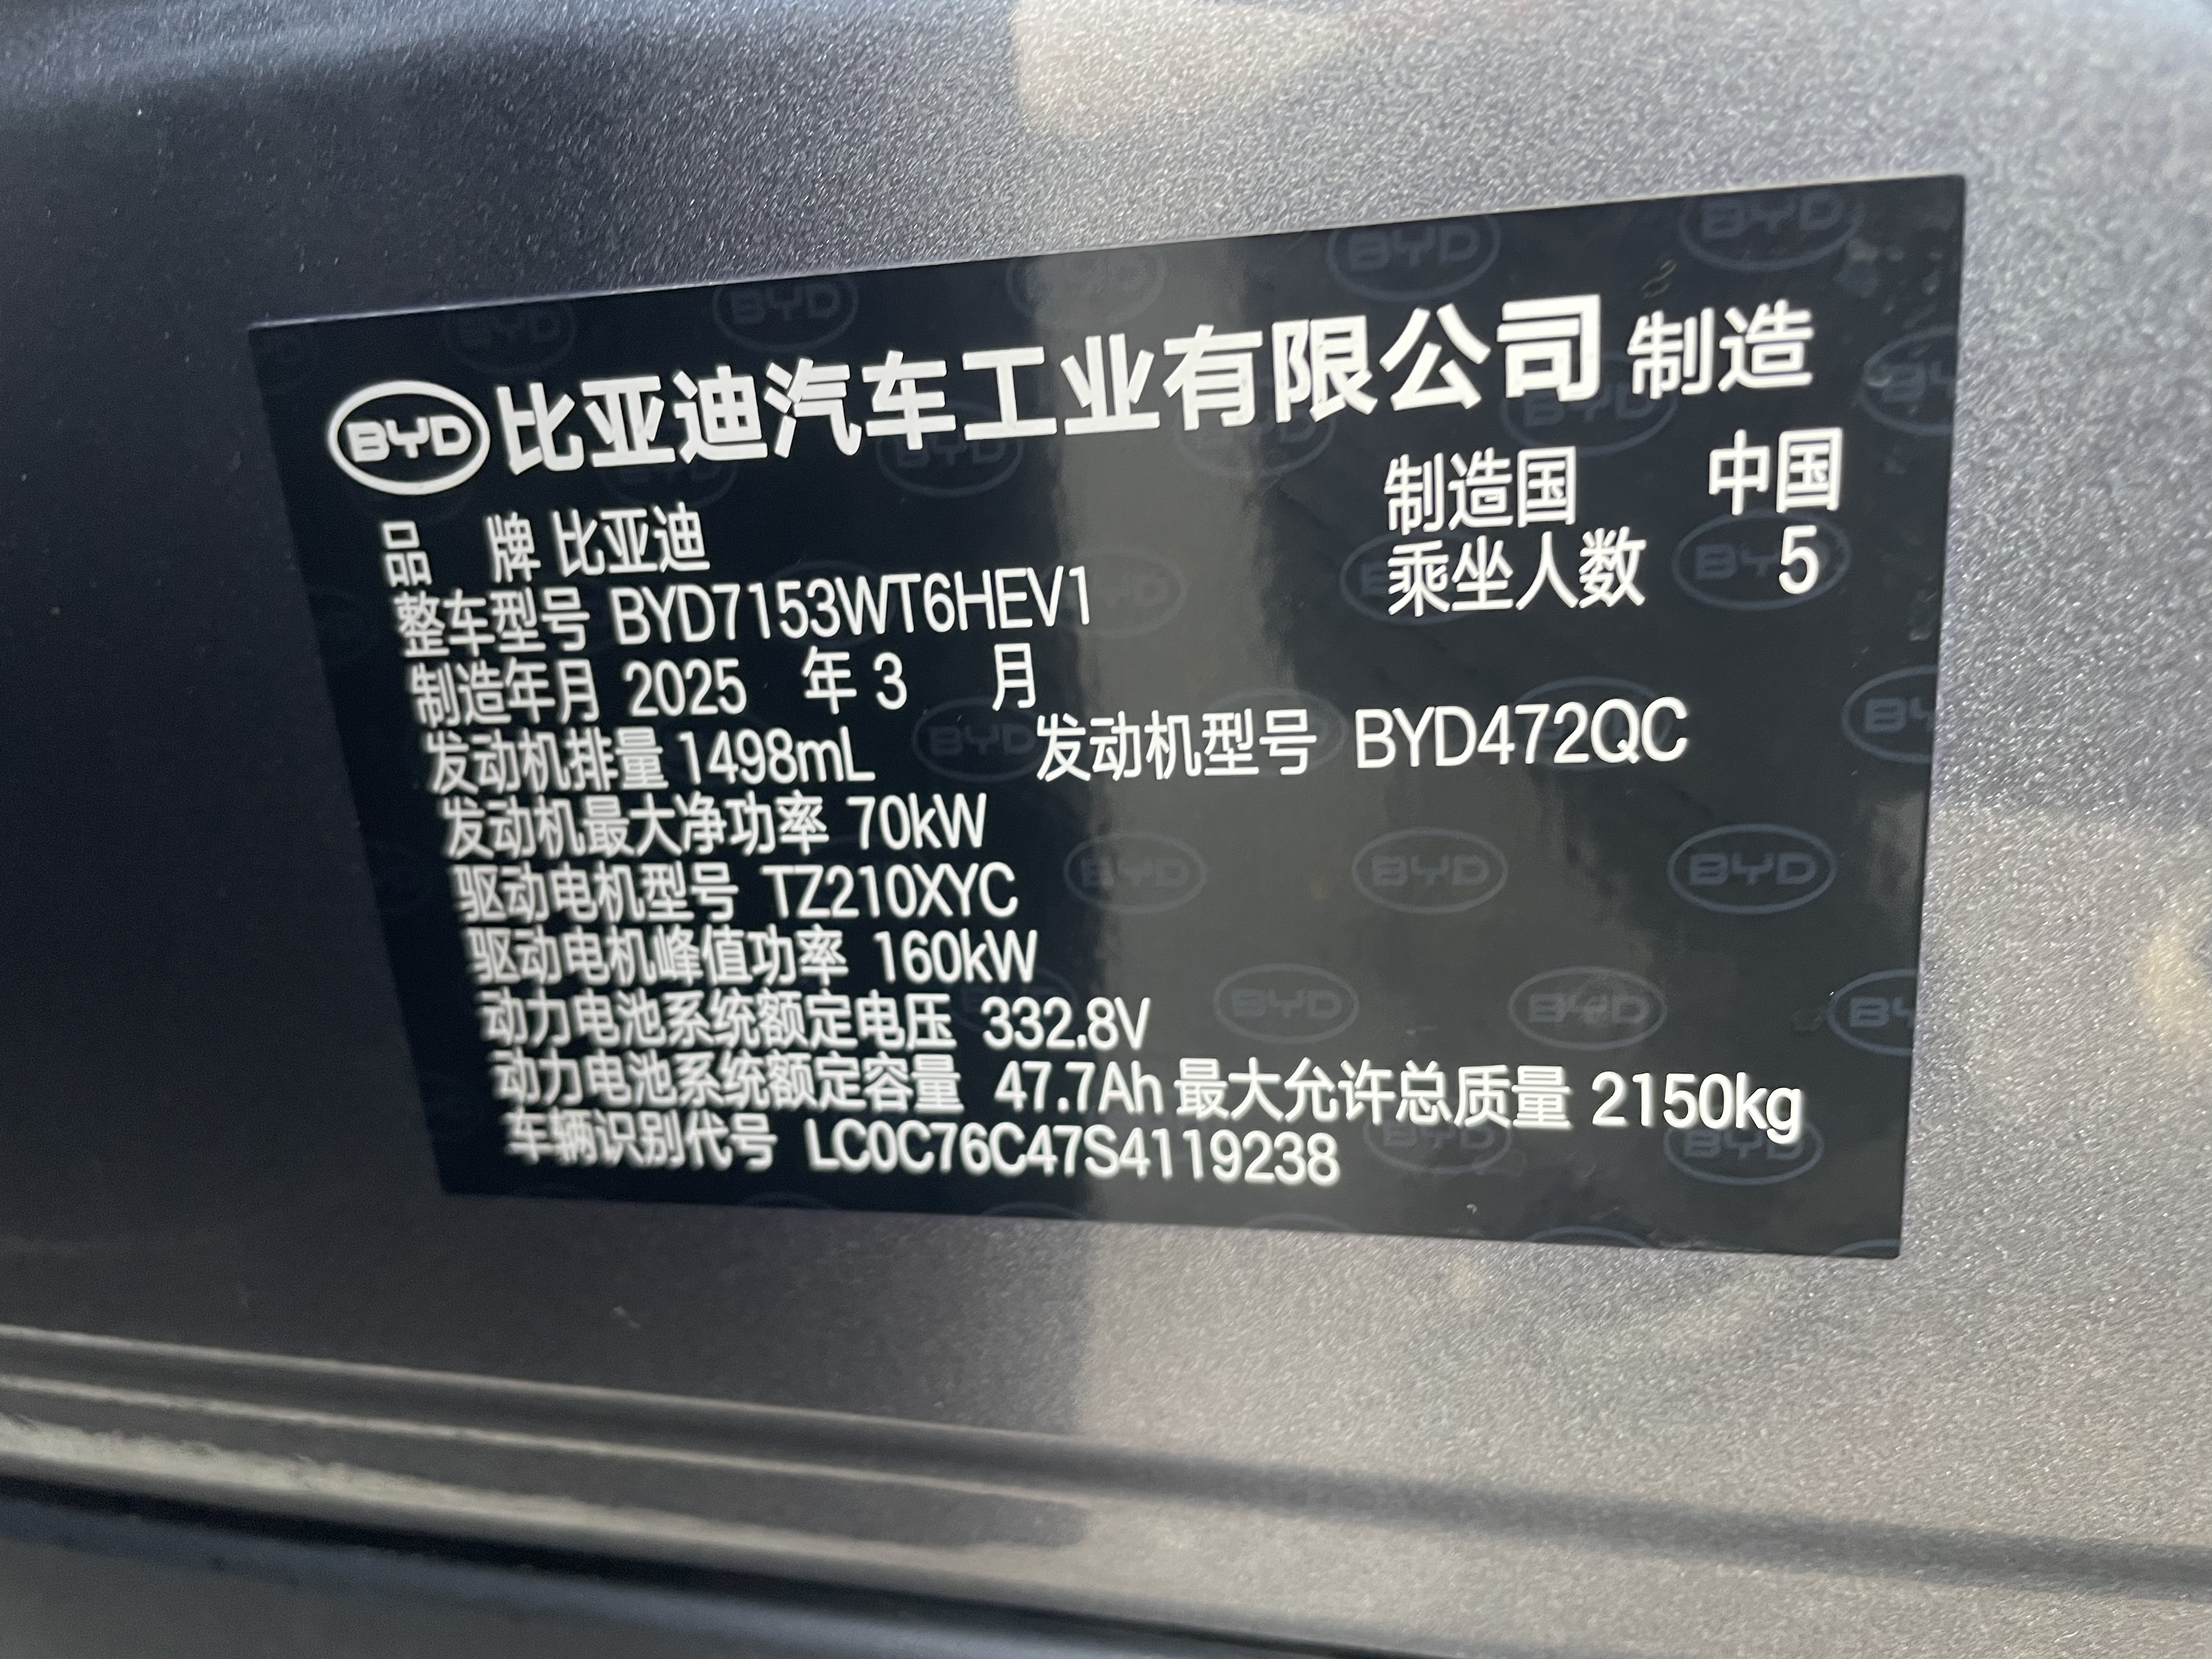 BYD 比亚迪汽车工业有限公司 制造
品 牌 比亚迪 制造国 中国
整车型号 BYD7153WT6HEV1 乘坐人数 5
制造年月 2025 年 3 月
发动机排量 1498mL 发动机型号 BYD472QC
发动机最大净功率 70kW
驱动电机型号 TZ210XYC
驱动电机峰值功率 160kW
动力电池系统额定电压 332.8V
动力电池系统额定容量 47.7Ah 最大允许总质量 2150kg
车辆识别代号 LC0C76C47S4119238